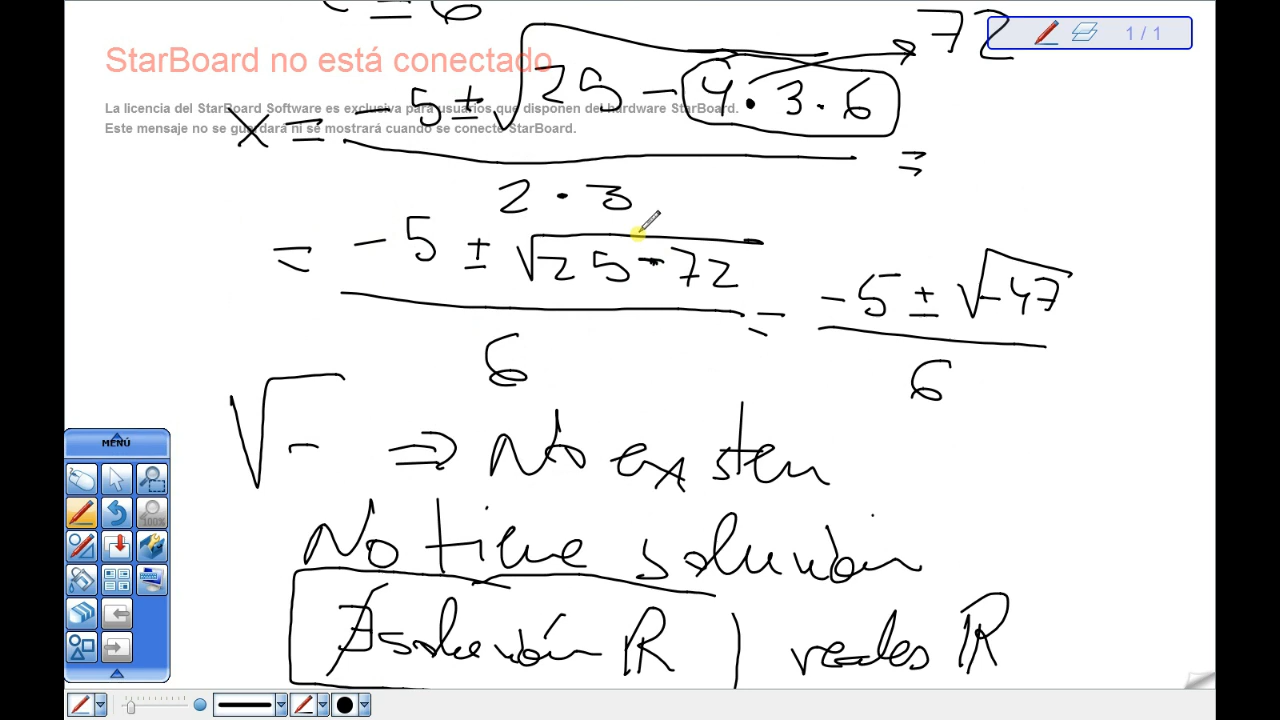 c = 6
72
1 / 1
StarBoard no está conectado
La licencia del StarBoard Software es exclusiva para usuarios que disponen del hardware StarBoard.
Este mensaje no se guardará ni se mostrará cuando se conecte StarBoard.
x = (-5 ± √(25 - 4·3·6)) / (2·3) =
= (-5 ± √(25-72)) / 6 = (-5 ± √(-47)) / 6
√- ⇒ No existen
No tiene solución
∄ solución ℝ reales ℝ
MENÚ
100%